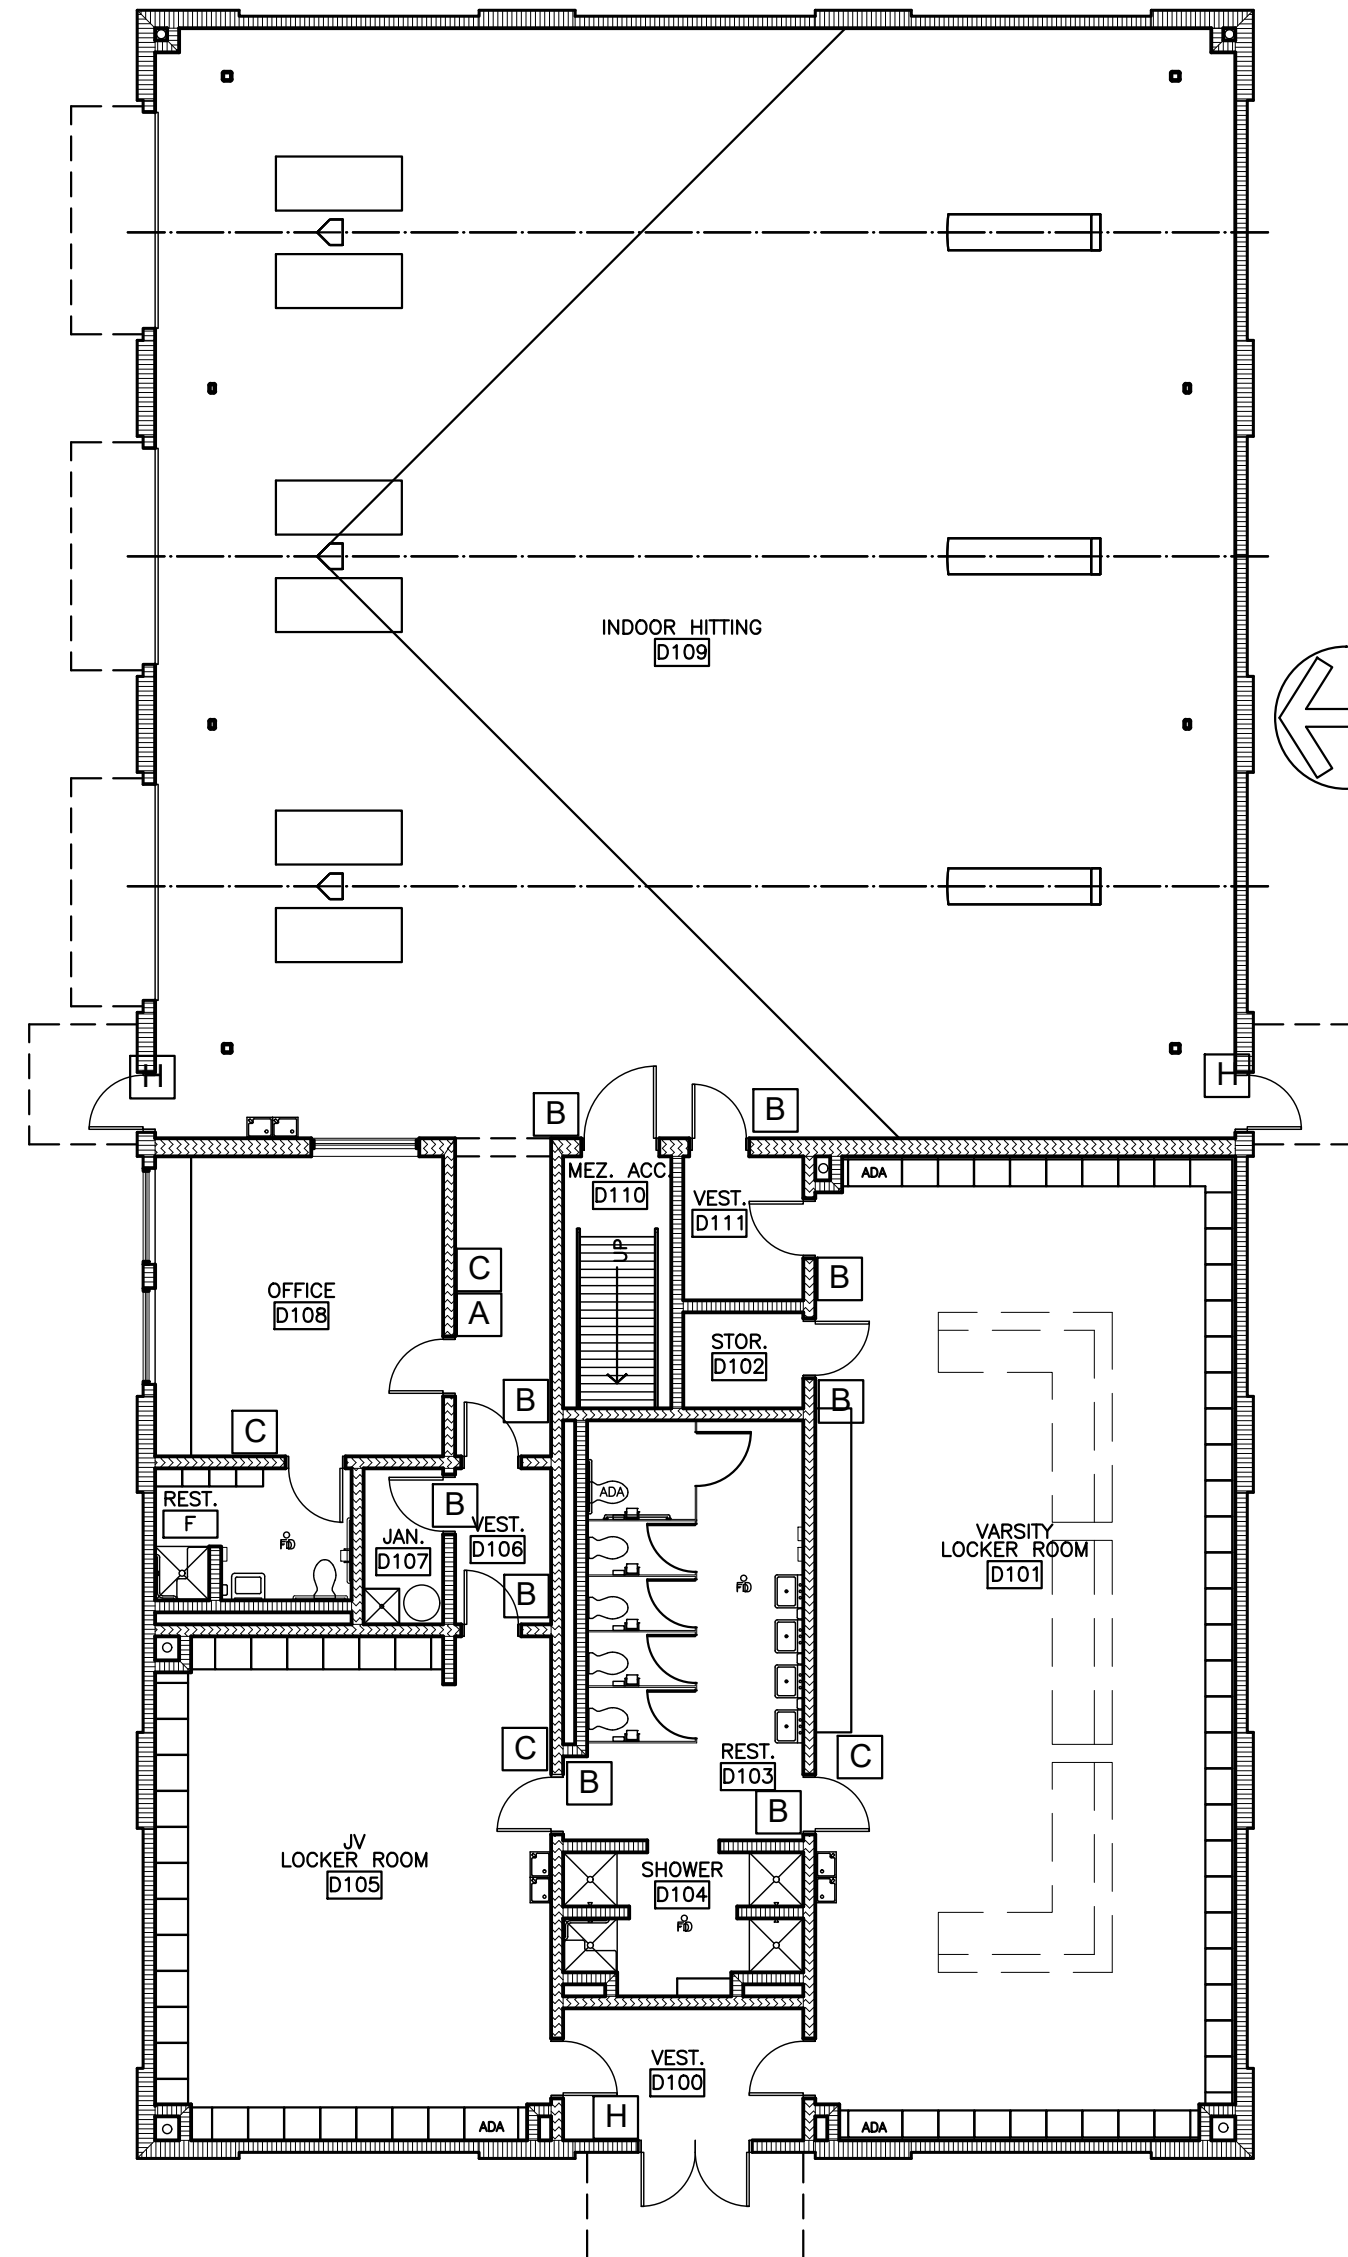 INDOOR HITTING
D109
H
H
B
B
MEZ. ACC.
D110
ADA
VEST.
D111
UP
C
A
B
OFFICE
D108
STOR.
D102
B
B
C
REST.
F
FD
B
JAN.
D107
VEST.
D106
B
ADA
FD
VARSITY
LOCKER ROOM
D101
C
B
REST.
D103
C
B
JV
LOCKER ROOM
D105
SHOWER
D104
FD
VEST.
D100
H
ADA
ADA